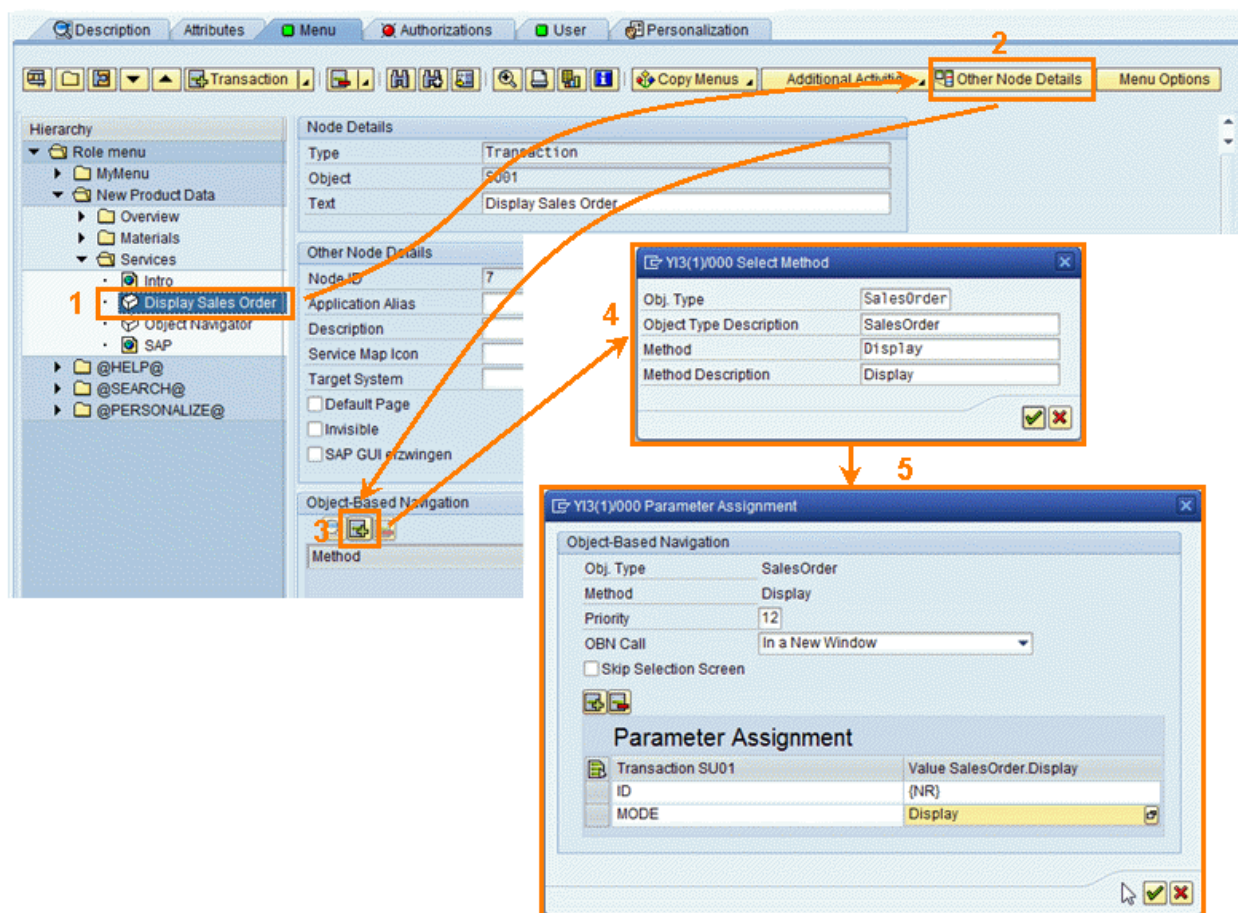 Description Attributes Menu Authorizations User Personalization
2
Transaction Copy Menus Additional Activitie Other Node Details Menu Options
Hierarchy
Role menu
MyMenu
New Product Data
Overview
Materials
Services
Intro
1 Display Sales Order
Object Navigator
SAP
@HELP@
@SEARCH@
@PERSONALIZE@
Node Details
Type Transaction
Object SU01
Text Display Sales Order
Other Node Details
Node ID 7
Application Alias
Description
Service Map Icon
Target System
Default Page
Invisible
SAP GUI erzwingen
Object-Based Navigation
3
Method
4
YI3(1)/000 Select Method
Obj. Type SalesOrder
Object Type Description SalesOrder
Method Display
Method Description Display
5
YI3(1)/000 Parameter Assignment
Object-Based Navigation
Obj. Type SalesOrder
Method Display
Priority 12
OBN Call In a New Window
Skip Selection Screen
Parameter Assignment
Transaction SU01 Value SalesOrder.Display
ID {NR}
MODE Display